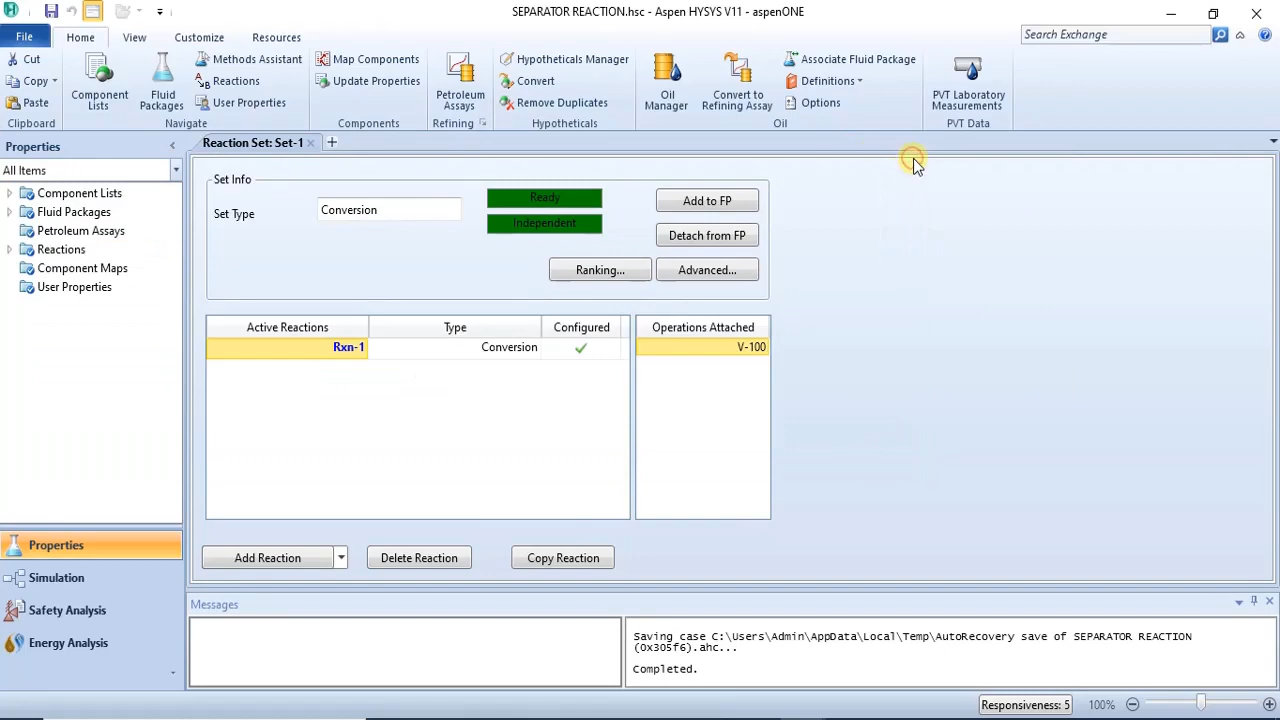 SEPARATOR REACTION.hsc - Aspen HYSYS V11 - aspenONE
File
Home
View
Customize
Resources
Search Exchange
Cut
Copy
Paste
Clipboard
Component Lists
Fluid Packages
Methods Assistant
Reactions
User Properties
Navigate
Map Components
Update Properties
Components
Petroleum Assays
Refining
Hypotheticals Manager
Convert
Remove Duplicates
Hypotheticals
Oil Manager
Convert to Refining Assay
Associate Fluid Package
Definitions
Options
Oil
PVT Laboratory Measurements
PVT Data
Properties
All Items
Component Lists
Fluid Packages
Petroleum Assays
Reactions
Component Maps
User Properties
Properties
Simulation
Safety Analysis
Energy Analysis
Reaction Set: Set-1
Set Info
Set Type
Conversion
Ready
Independent
Add to FP
Detach from FP
Ranking...
Advanced...
Active Reactions Type Configured
Rxn-1 Conversion
Operations Attached
V-100
Add Reaction
Delete Reaction
Copy Reaction
Messages
Saving case C:\Users\Admin\AppData\Local\Temp\AutoRecovery save of SEPARATOR REACTION
(0x305f6).ahc...
Completed.
Responsiveness: 5
100%